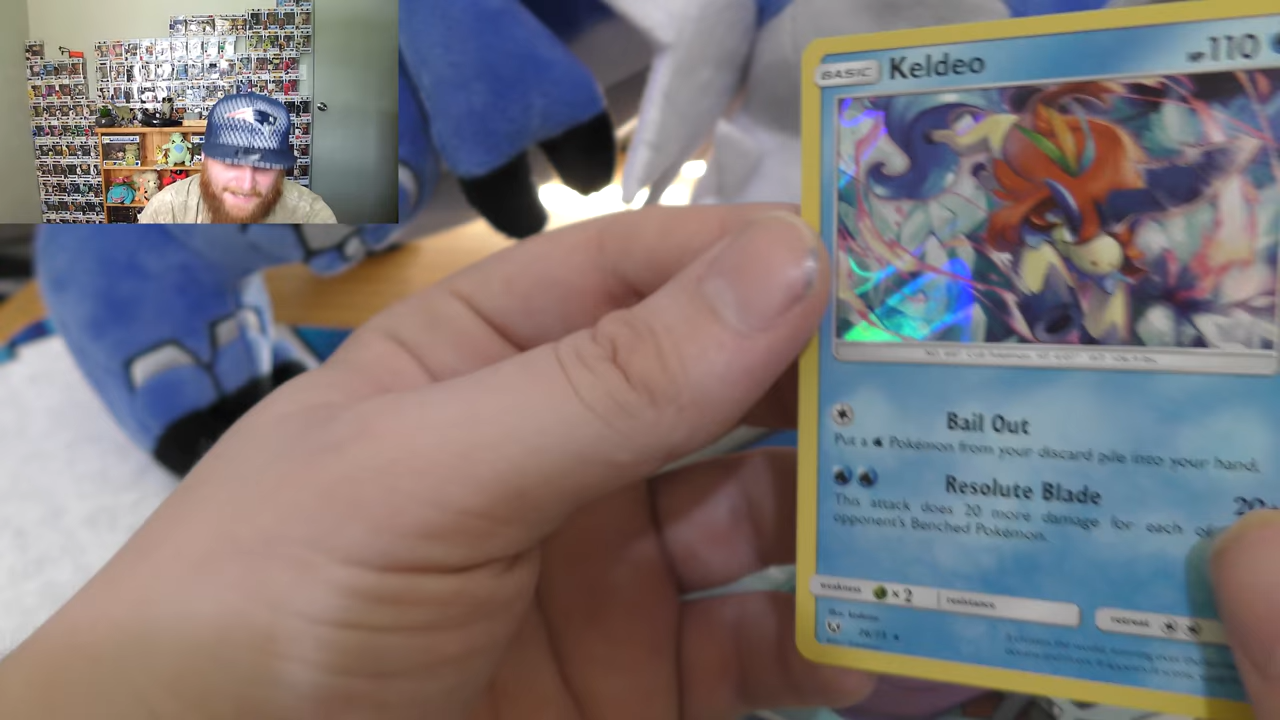 BASIC Keldeo HP110
Bail Out
Put a Pokémon from your discard pile into your hand.
Resolute Blade 20+
This attack does 20 more damage for each of
opponent's Benched Pokémon.
weakness ×2 resistance
retreat